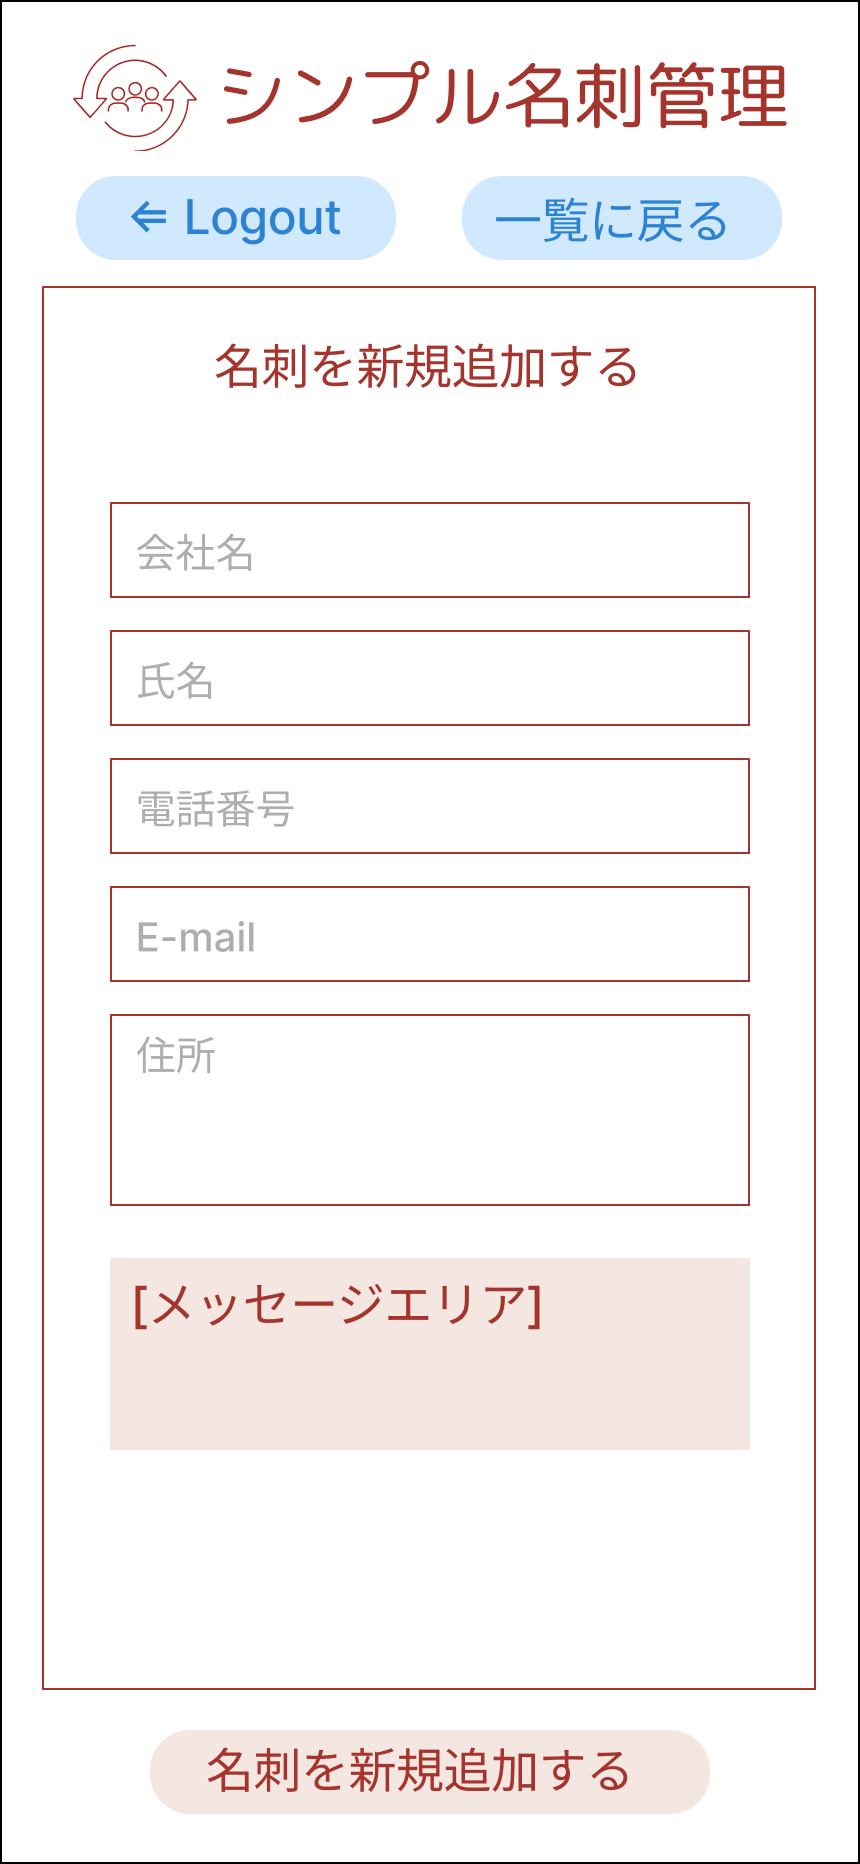 シンプル名刺管理
⇐ Logout
一覧に戻る
名刺を新規追加する
会社名
氏名
電話番号
E-mail
住所
[メッセージエリア]
名刺を新規追加する